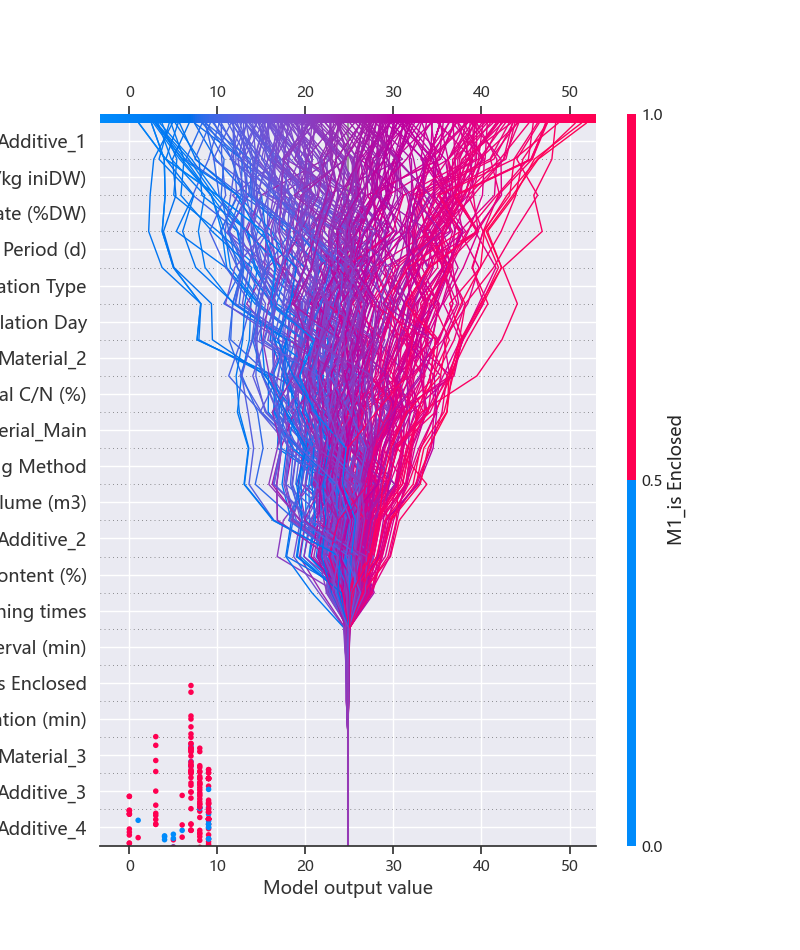 0 10 20 30 40 50
Additive_1
/kg iniDW)
ate (%DW)
Period (d)
ation Type
lation Day
Material_2
al C/N (%)
erial_Main
g Method
lume (m3)
Additive_2
ontent (%)
ning times
erval (min)
s Enclosed
ation (min)
Material_3
Additive_3
Additive_4
0 10 20 30 40 50
Model output value
1.0
0.5
0.0
M1_is Enclosed